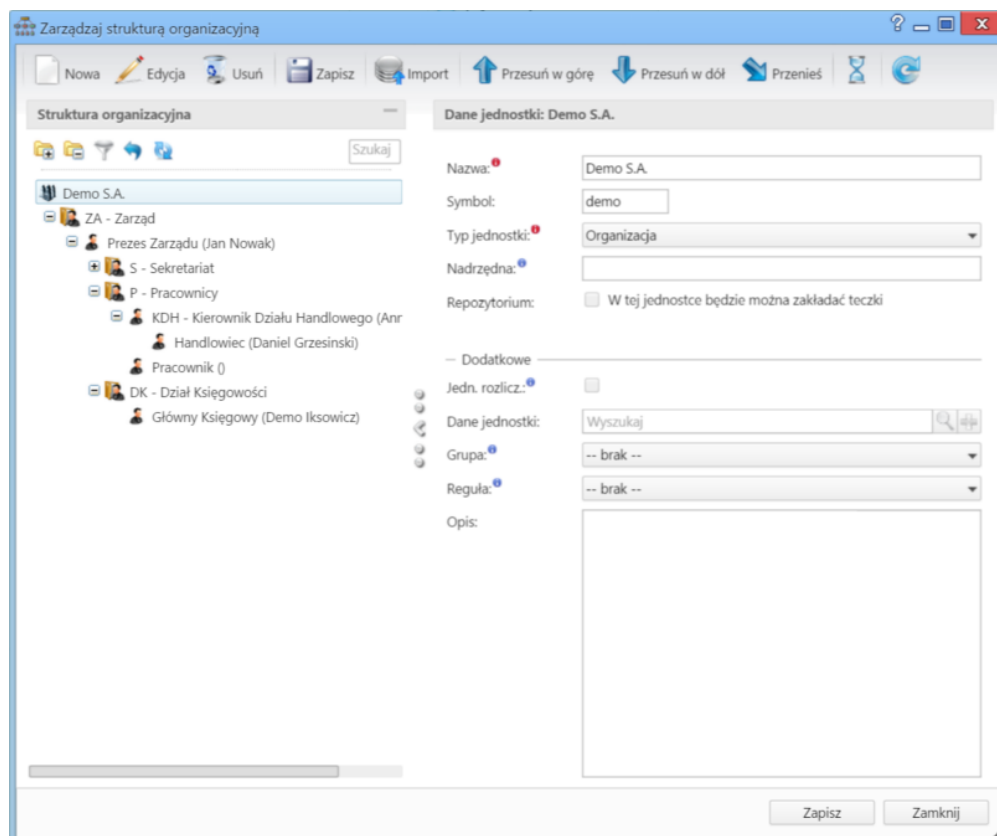 Zarządzaj strukturą organizacyjną
Nowa Edycja Usuń Zapisz Import Przesuń w górę Przesuń w dół Przenieś
Struktura organizacyjna
Szukaj
Demo S.A.
ZA - Zarząd
Prezes Zarządu (Jan Nowak)
S - Sekretariat
P - Pracownicy
KDH - Kierownik Działu Handlowego (Anr
Handlowiec (Daniel Grzesinski)
Pracownik ()
DK - Dział Księgowości
Główny Księgowy (Demo Iksowicz)
Dane jednostki: Demo S.A.
Nazwa: Demo S.A.
Symbol: demo
Typ jednostki: Organizacja
Nadrzędna:
Repozytorium: W tej jednostce będzie można zakładać teczki
Dodatkowe
Jedn. rozlicz.:
Dane jednostki: Wyszukaj
Grupa: -- brak --
Reguła: -- brak --
Opis:
Zapisz Zamknij